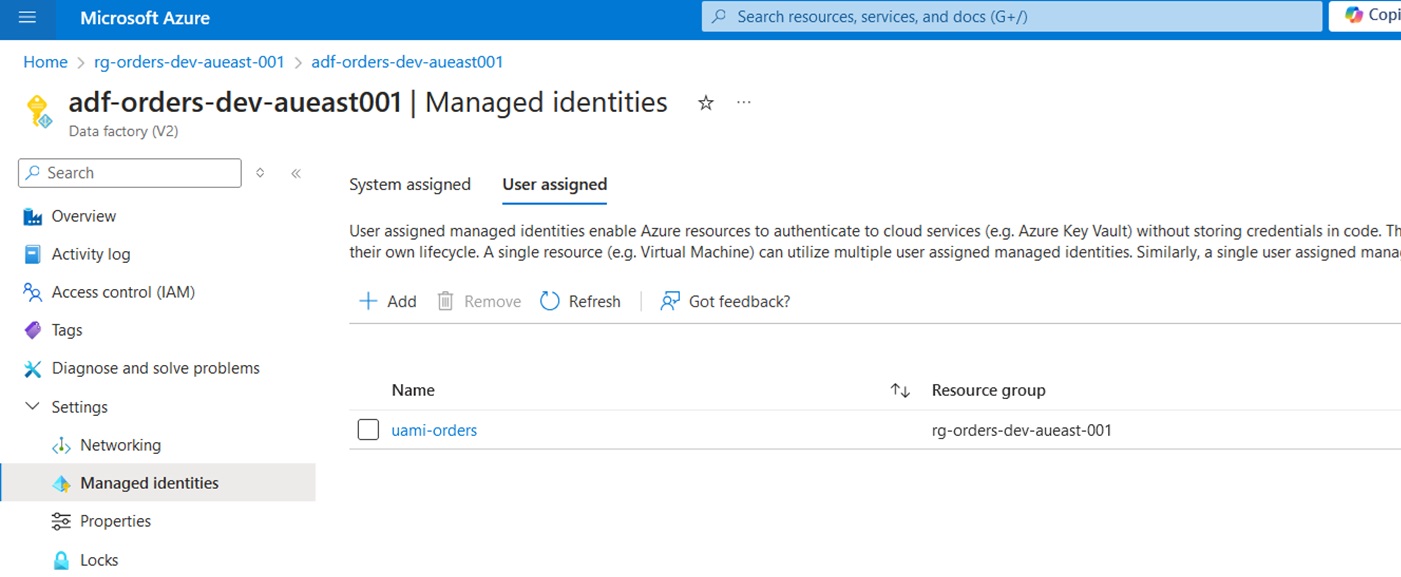 Microsoft Azure
Search resources, services, and docs (G+/)
Copi
Home > rg-orders-dev-aueast-001 > adf-orders-dev-aueast001
adf-orders-dev-aueast001 | Managed identities
Data factory (V2)
Search
System assigned
User assigned
User assigned managed identities enable Azure resources to authenticate to cloud services (e.g. Azure Key Vault) without storing credentials in code. Th
their own lifecycle. A single resource (e.g. Virtual Machine) can utilize multiple user assigned managed identities. Similarly, a single user assigned mana
Add
Remove
Refresh
Got feedback?
Name
Resource group
uami-orders
rg-orders-dev-aueast-001
Overview
Activity log
Access control (IAM)
Tags
Diagnose and solve problems
Settings
Networking
Managed identities
Properties
Locks